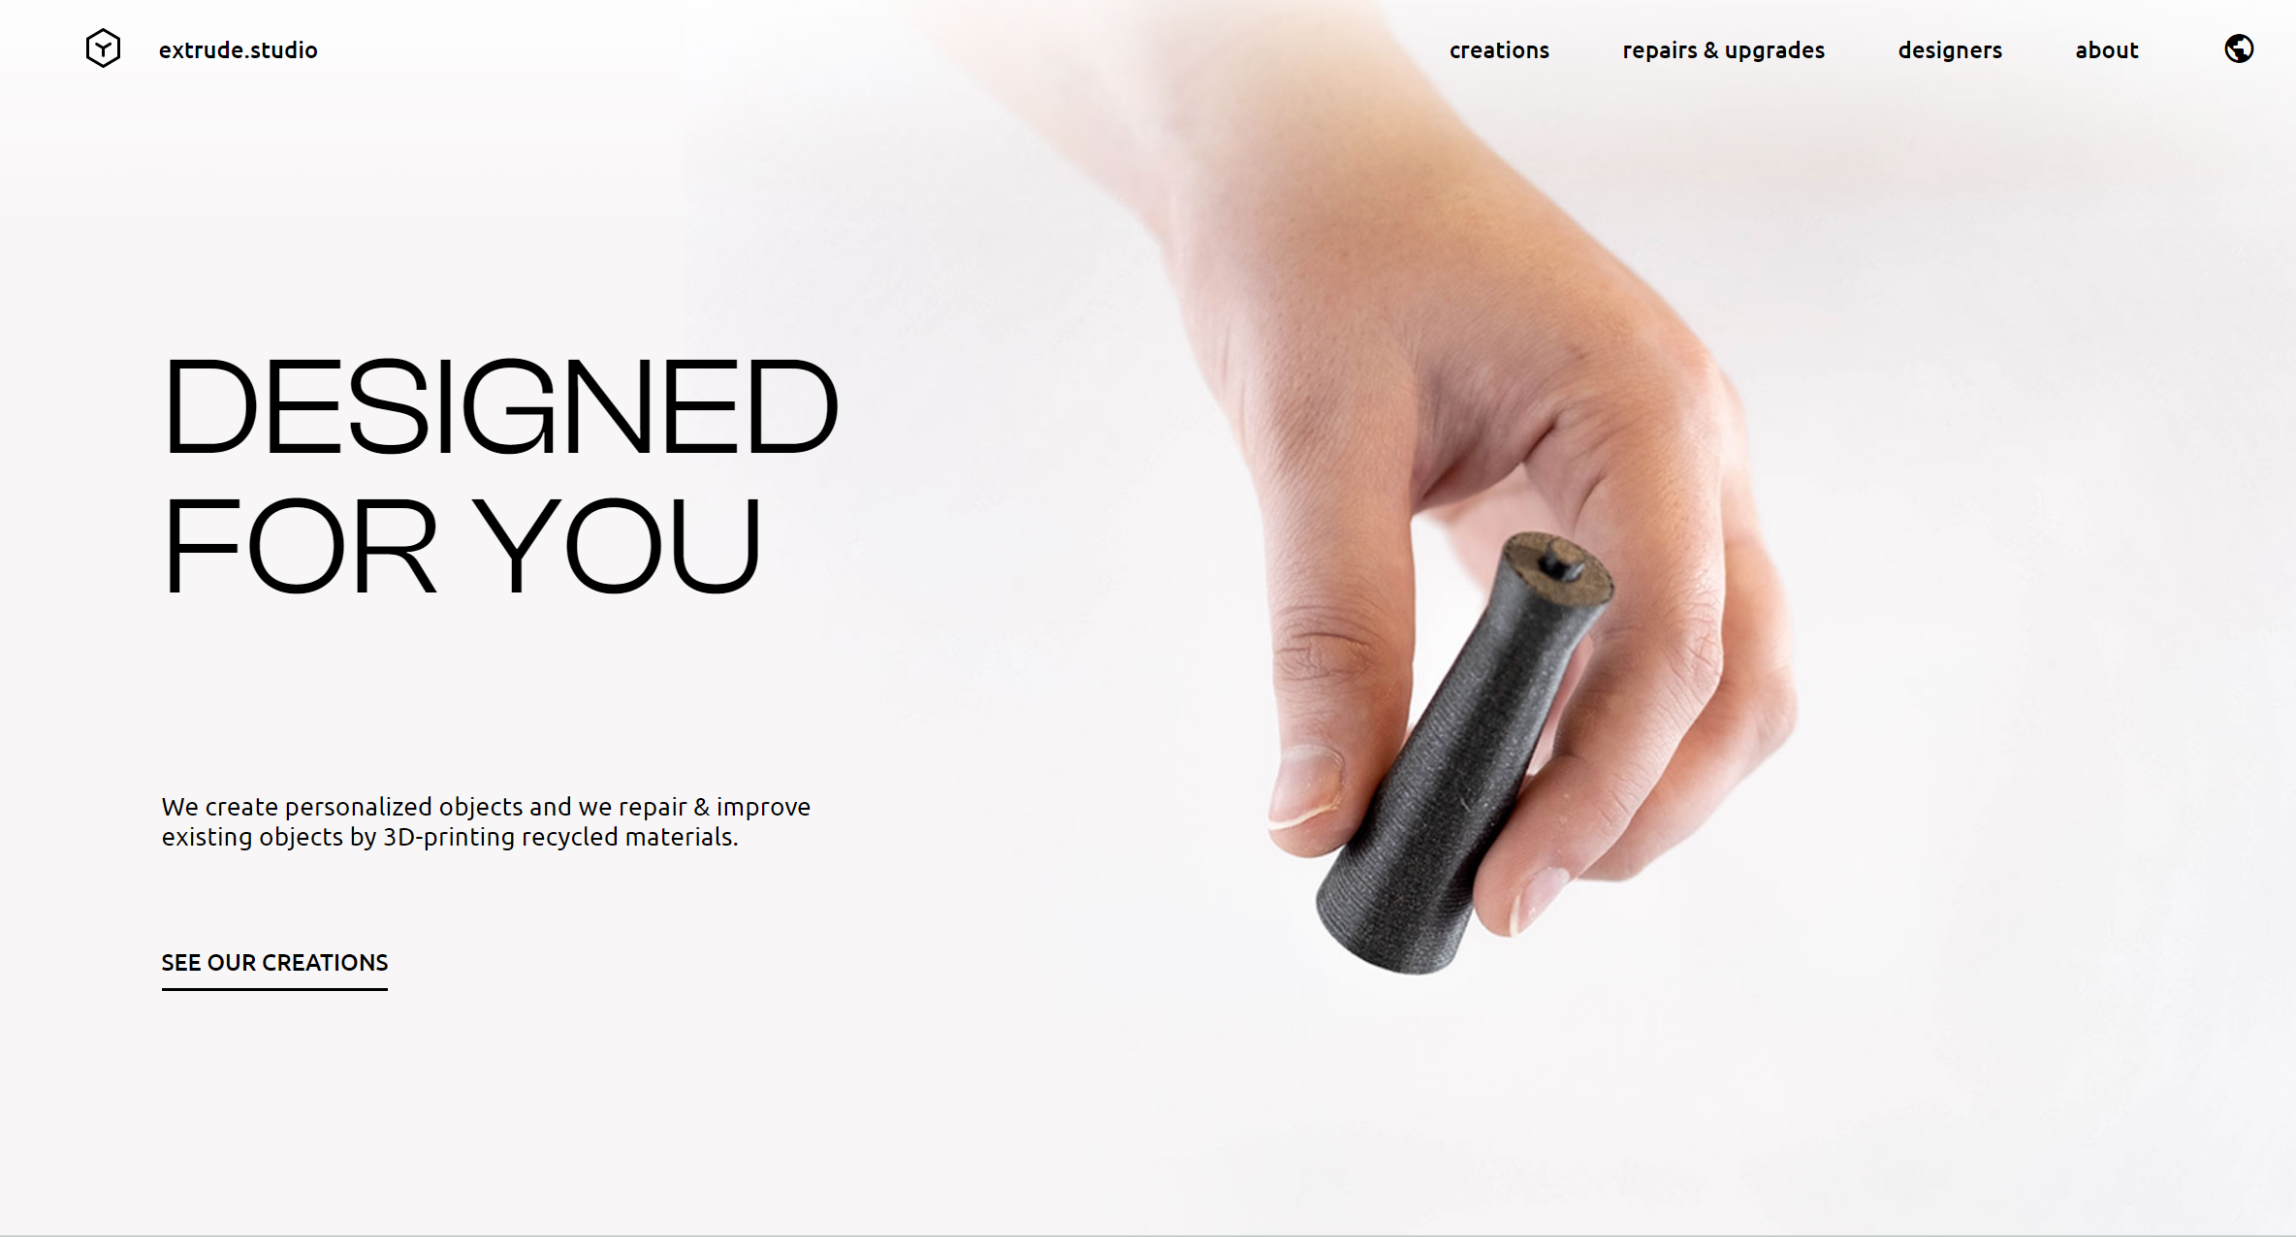 extrude.studio
creations
repairs & upgrades
designers
about
DESIGNED
FOR YOU
We create personalized objects and we repair & improve
existing objects by 3D-printing recycled materials.
SEE OUR CREATIONS